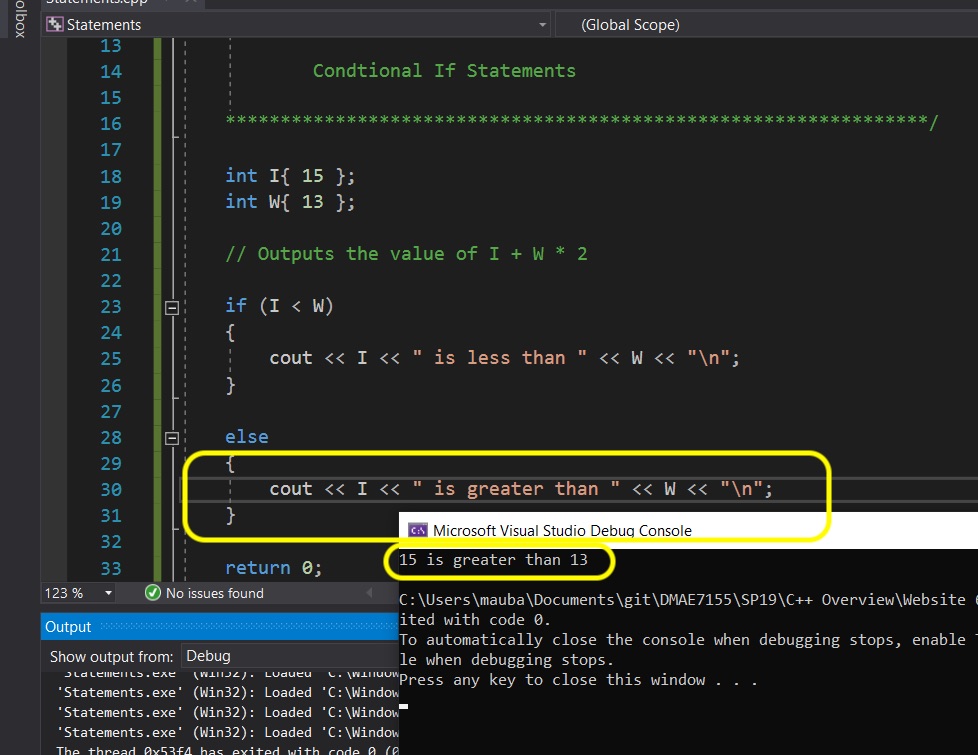 olbox
Statements.cpp
Statements
(Global Scope)
13
14 Condtional If Statements
15
16 *****************************************************************/
17
18 int I{ 15 };
19 int W{ 13 };
20
21 // Outputs the value of I + W * 2
22
23 if (I < W)
24 {
25 cout << I << " is less than " << W << "\n";
26 }
27
28 else
29 {
30 cout << I << " is greater than " << W << "\n";
31 }
32
33 return 0;
Microsoft Visual Studio Debug Console
15 is greater than 13
C:\Users\mauba\Documents\git\DMAE7155\SP19\C++ Overview\Website
ited with code 0.
To automatically close the console when debugging stops, enable
le when debugging stops.
Press any key to close this window . . .
123 %
No issues found
Output
Show output from: Debug
'Statements.exe' (Win32): Loaded 'C:\Window
'Statements.exe' (Win32): Loaded 'C:\Window
'Statements.exe' (Win32): Loaded 'C:\Window
'Statements.exe' (Win32): Loaded 'C:\Window
The thread 0x53f4 has exited with code 0 (0